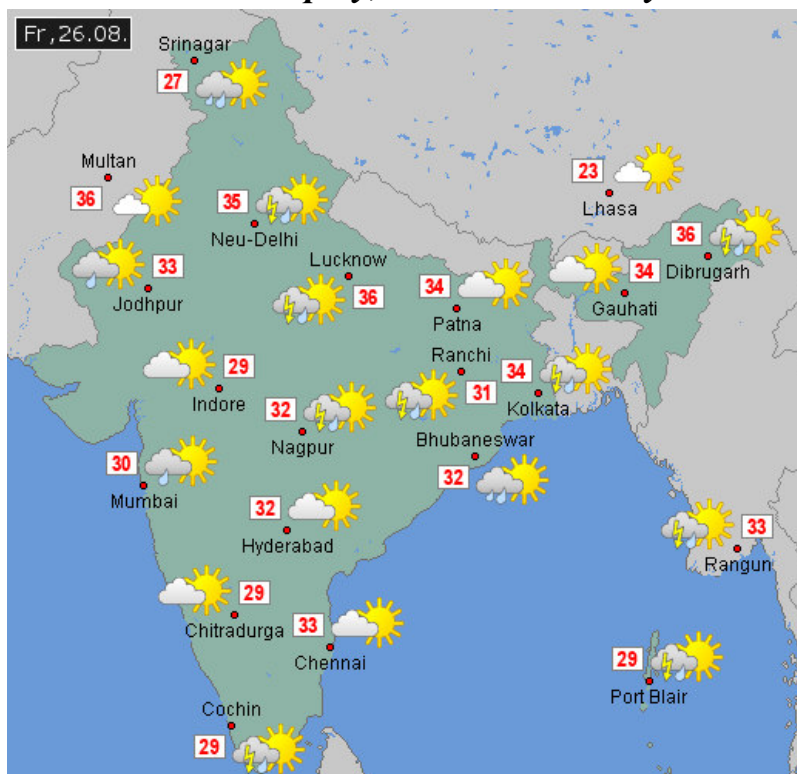 Fr,26.08.
Srinagar
27
Multan
36
23
Lhasa
35
Neu-Delhi
36
Dibrugarh
33
Jodhpur
Lucknow
36
34
Patna
34
Gauhati
29
Indore
Ranchi
31
34
Kolkata
32
Nagpur
Bhubaneswar
32
30
Mumbai
32
Hyderabad
33
Rangun
29
Chitradurga
33
Chennai
29
Port Blair
Cochin
29